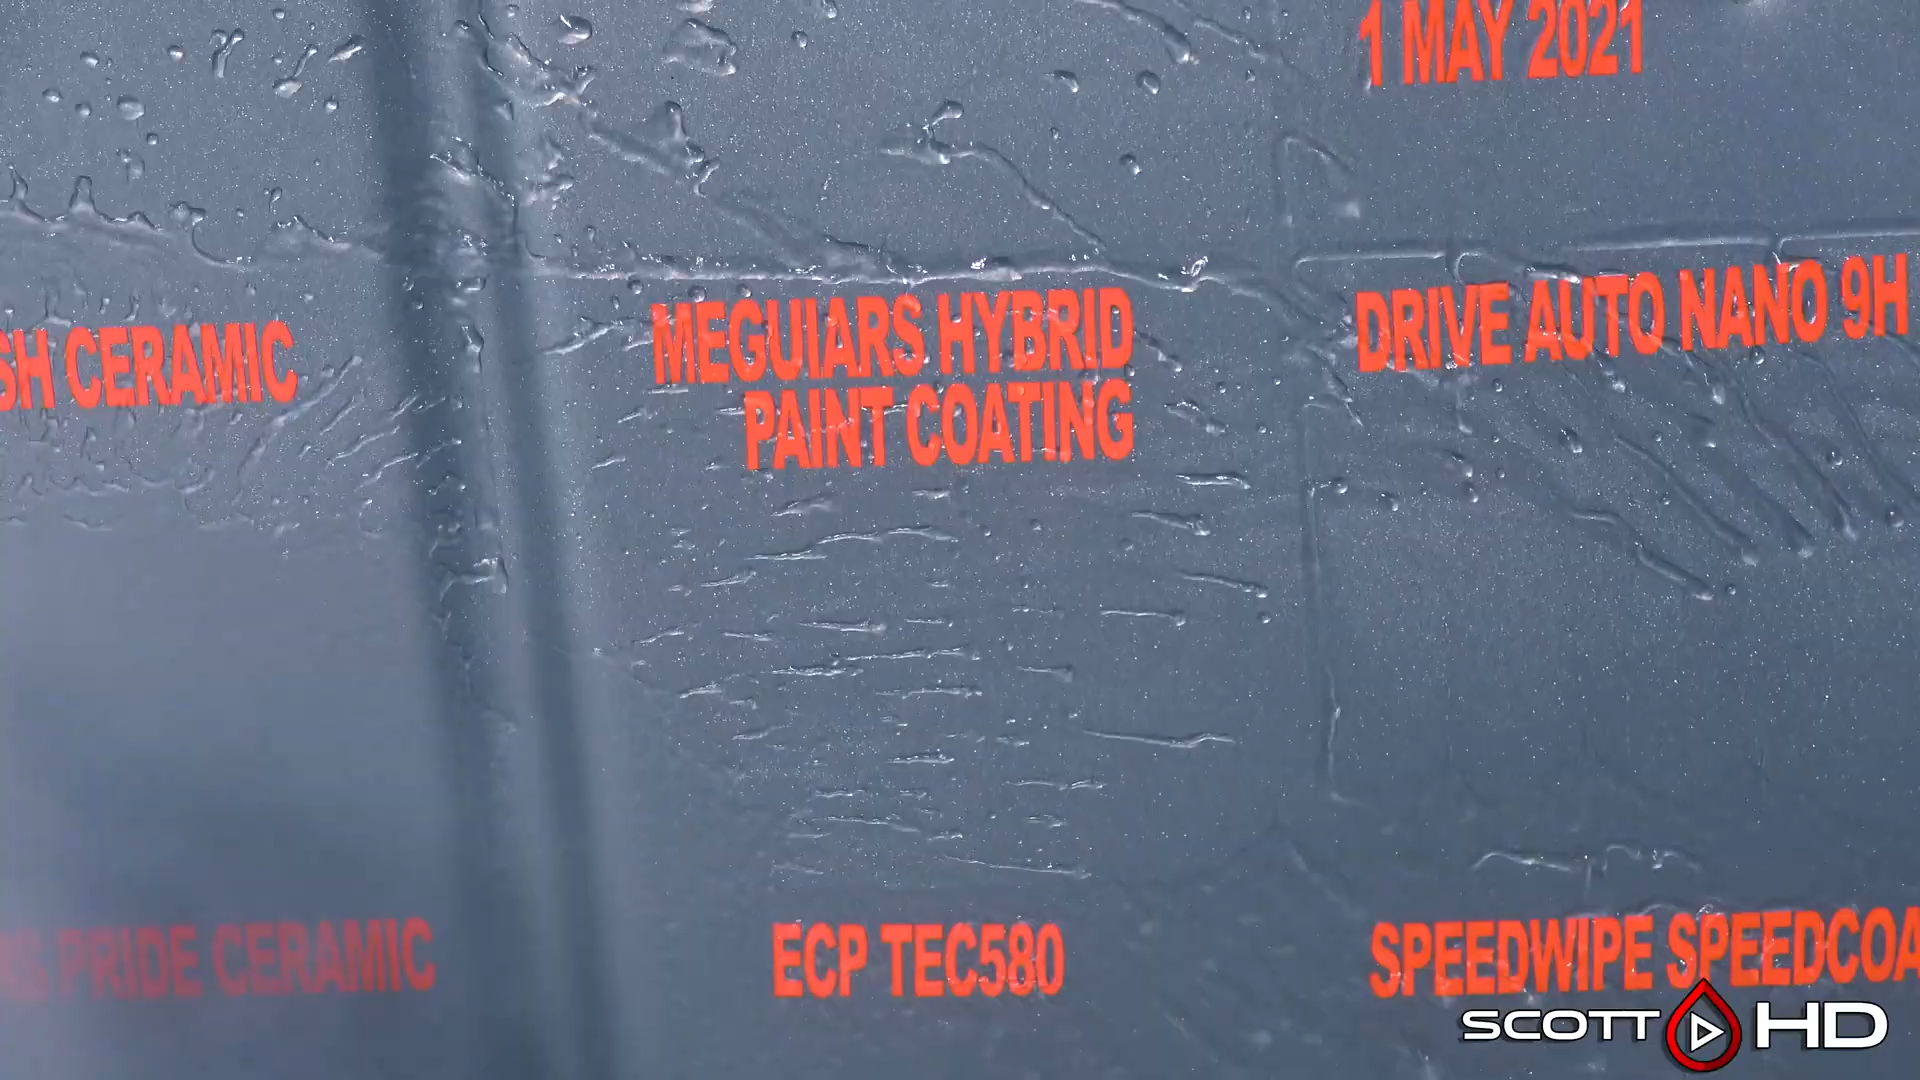 1 MAY 2021
SH CERAMIC
MEGUIARS HYBRID
PAINT COATING
DRIVE AUTO NANO 9H
PRIDE CERAMIC
ECP TEC580
SPEEDWIPE SPEEDCOA
SCOTT HD